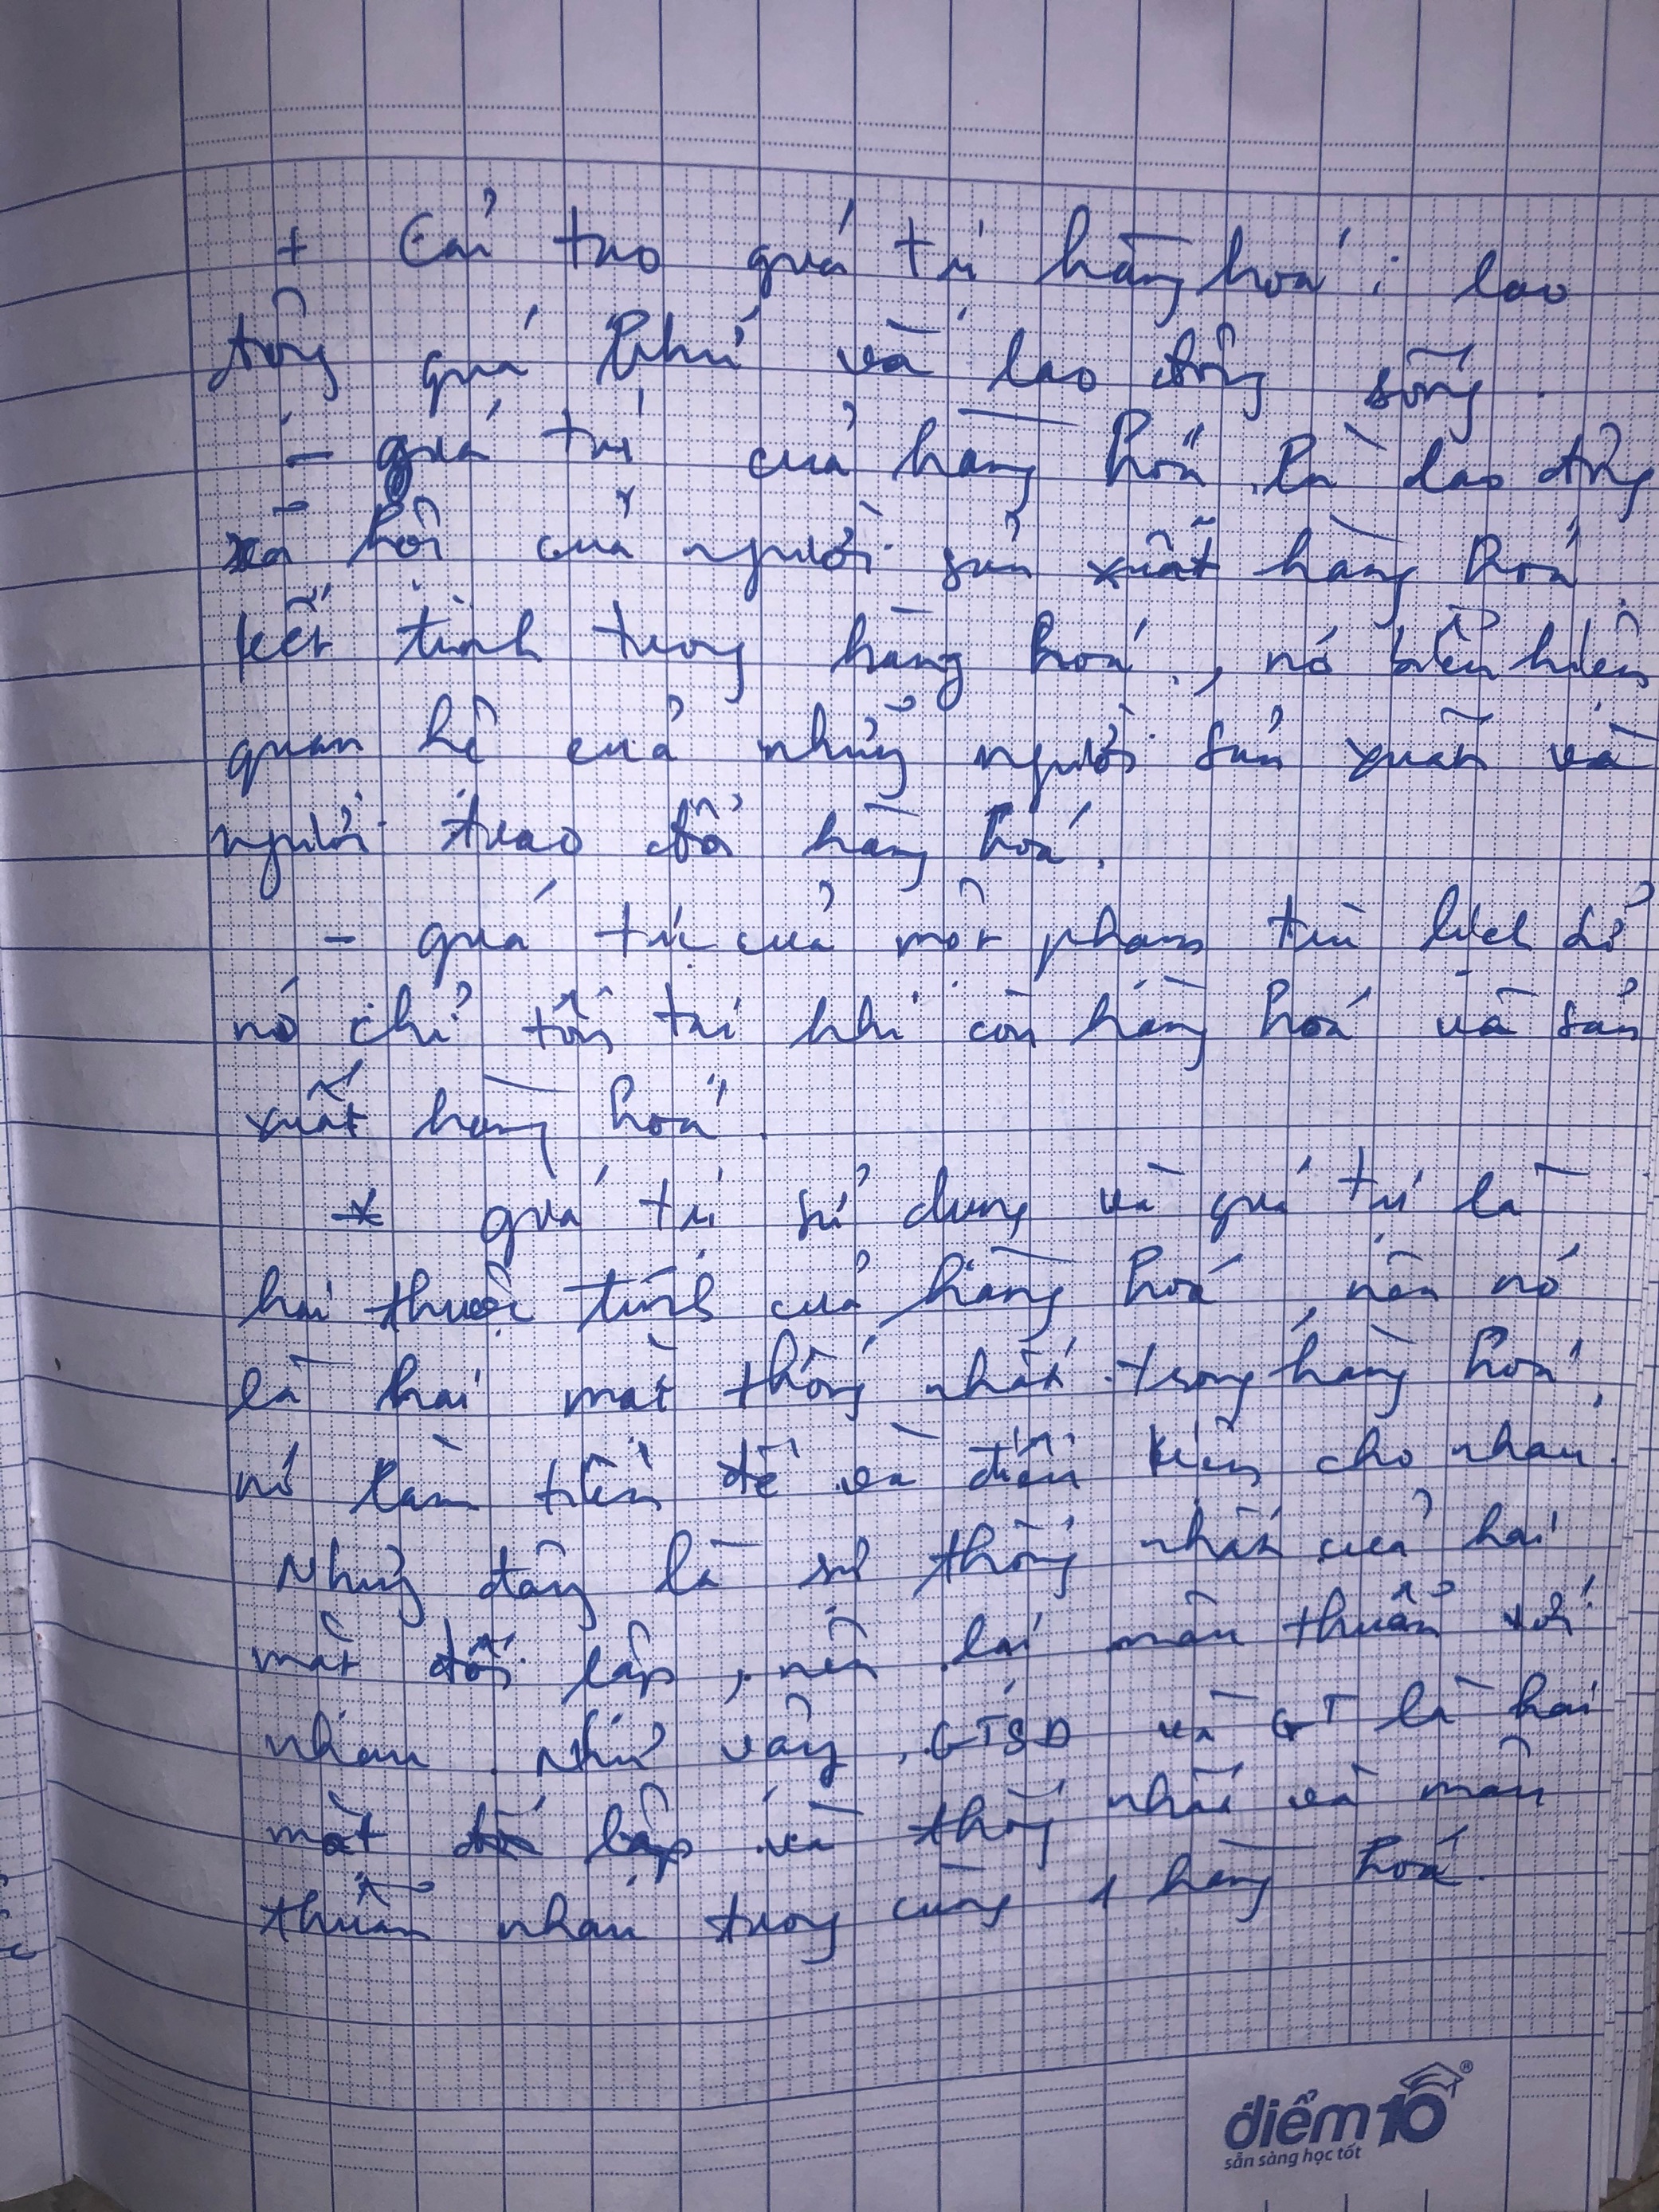 + Cấu tạo giá trị hàng hoá : lao
động quá khứ và lao động sống.
- giá trị của hàng hoá là lao động
xã hội của người sản xuất hàng hoá
kết tinh trong hàng hoá, nó biểu hiện
quan hệ của những người sản xuất và
người trao đổi hàng hoá.
- giá trị của một phạm trù lịch sử
nó chỉ tồn tại khi còn hàng hoá và sản
xuất hàng hoá.
* giá trị sử dụng và giá trị là
hai thuộc tính của hàng hoá, nên nó
là hai mặt thống nhất trong hàng hoá,
nó làm tiền đề và điều kiện cho nhau.
Nhưng đây là sự thống nhất của hai
mặt đối lập, nên lại mâu thuẫn với
nhau. Như vậy, GTSD và GT là hai
mặt đối lập và thống nhất và mâu
thuẫn nhau trong cùng 1 hàng hoá.
điểm 10
sẵn sàng học tốt